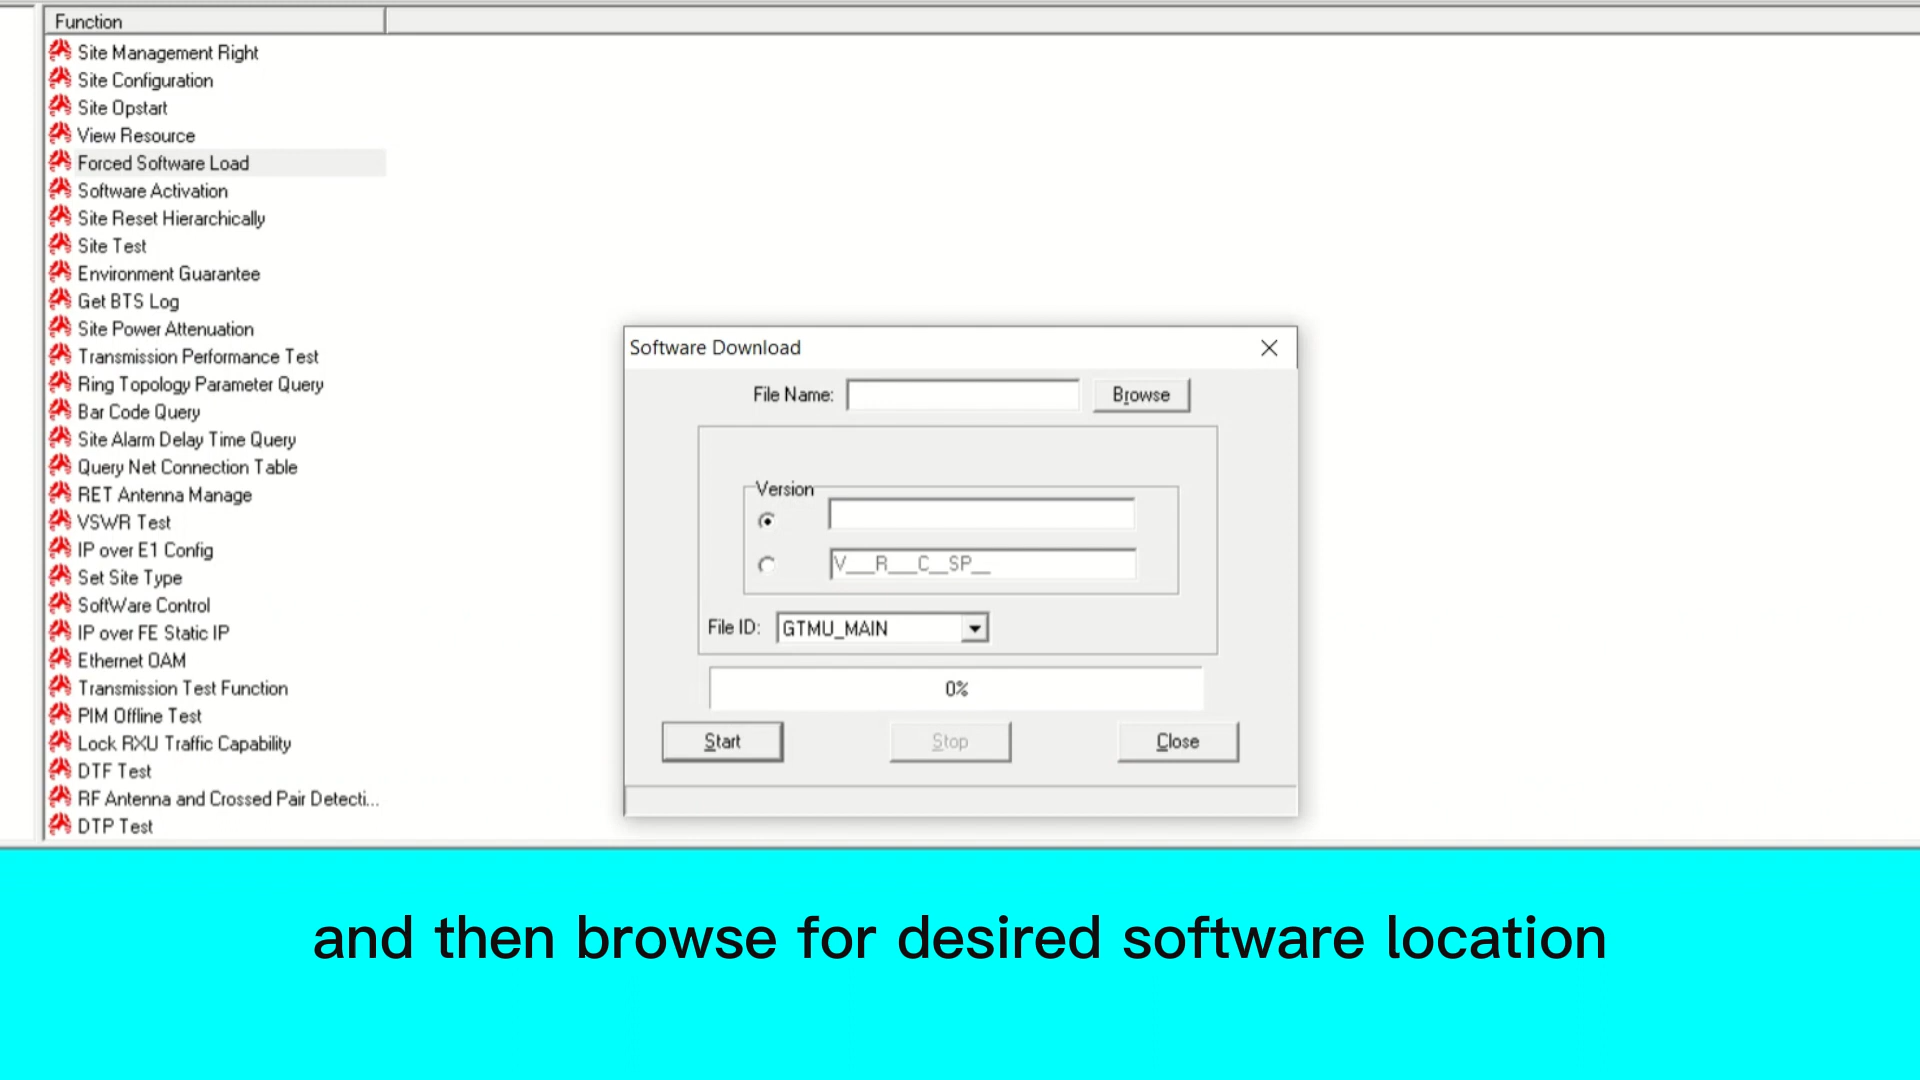 Function
Site Management Right
Site Configuration
Site Opstart
View Resource
Forced Software Load
Software Activation
Site Reset Hierarchically
Site Test
Environment Guarantee
Get BTS Log
Site Power Attenuation
Transmission Performance Test
Ring Topology Parameter Query
Bar Code Query
Site Alarm Delay Time Query
Query Net Connection Table
RET Antenna Manage
VSWR Test
IP over E1 Config
Set Site Type
SoftWare Control
IP over FE Static IP
Ethernet OAM
Transmission Test Function
PIM Offline Test
Lock RXU Traffic Capability
DTF Test
RF Antenna and Crossed Pair Detecti...
DTP Test
Software Download
File Name: Browse
Version
V___R___C__SP__
File ID: GTMU_MAIN
0%
Start Stop Close
and then browse for desired software location